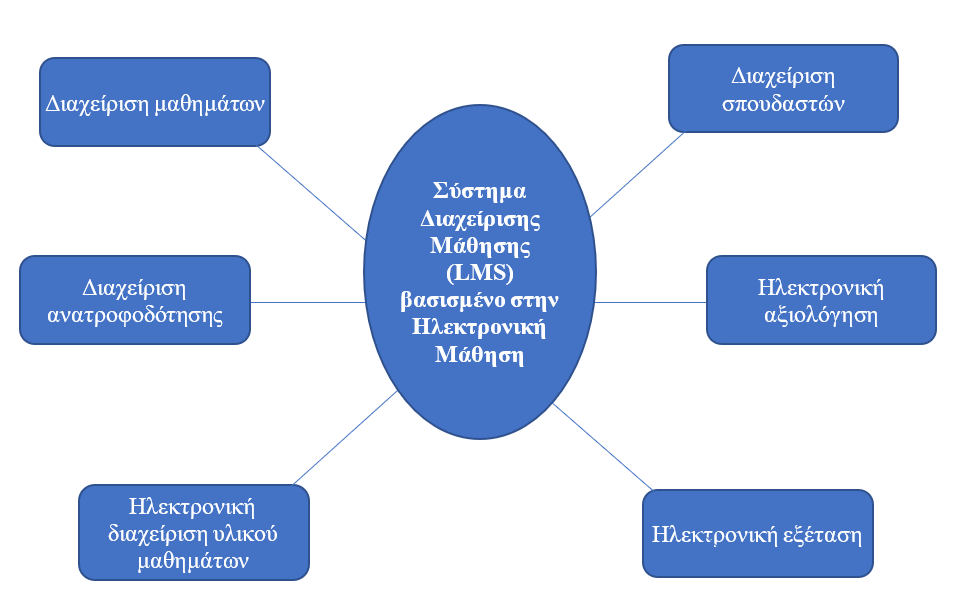 Διαχείριση μαθημάτων
Διαχείριση
σπουδαστών
Σύστημα
Διαχείρισης
Μάθησης
(LMS)
βασισμένο στην
Ηλεκτρονική
Μάθηση
Διαχείριση
ανατροφοδότησης
Ηλεκτρονική
αξιολόγηση
Ηλεκτρονική
διαχείριση υλικού
μαθημάτων
Ηλεκτρονική εξέταση